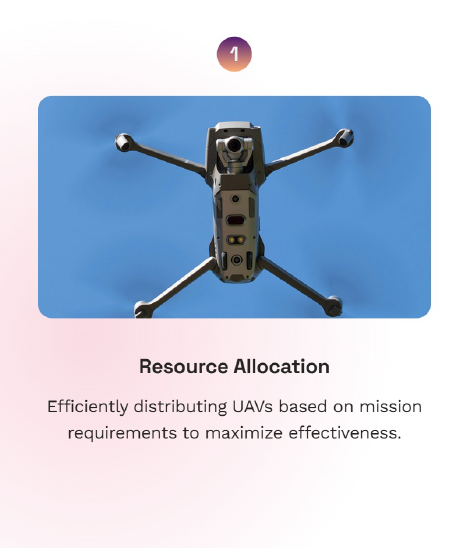 1
Resource Allocation
Efficiently distributing UAVs based on mission
requirements to maximize effectiveness.